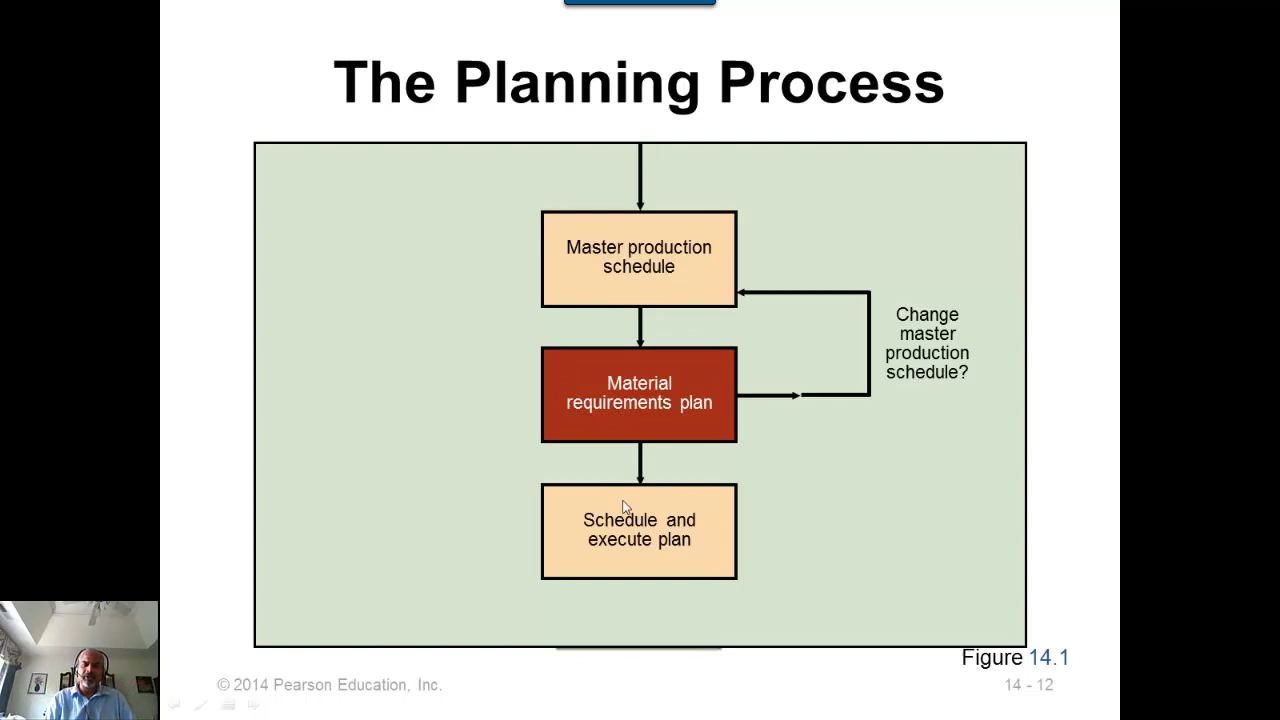 The Planning Process
Master production
schedule
Change
master
production
schedule?
Material
requirements plan
Schedule and
execute plan
Figure 14.1
© 2014 Pearson Education, Inc.
14 - 12